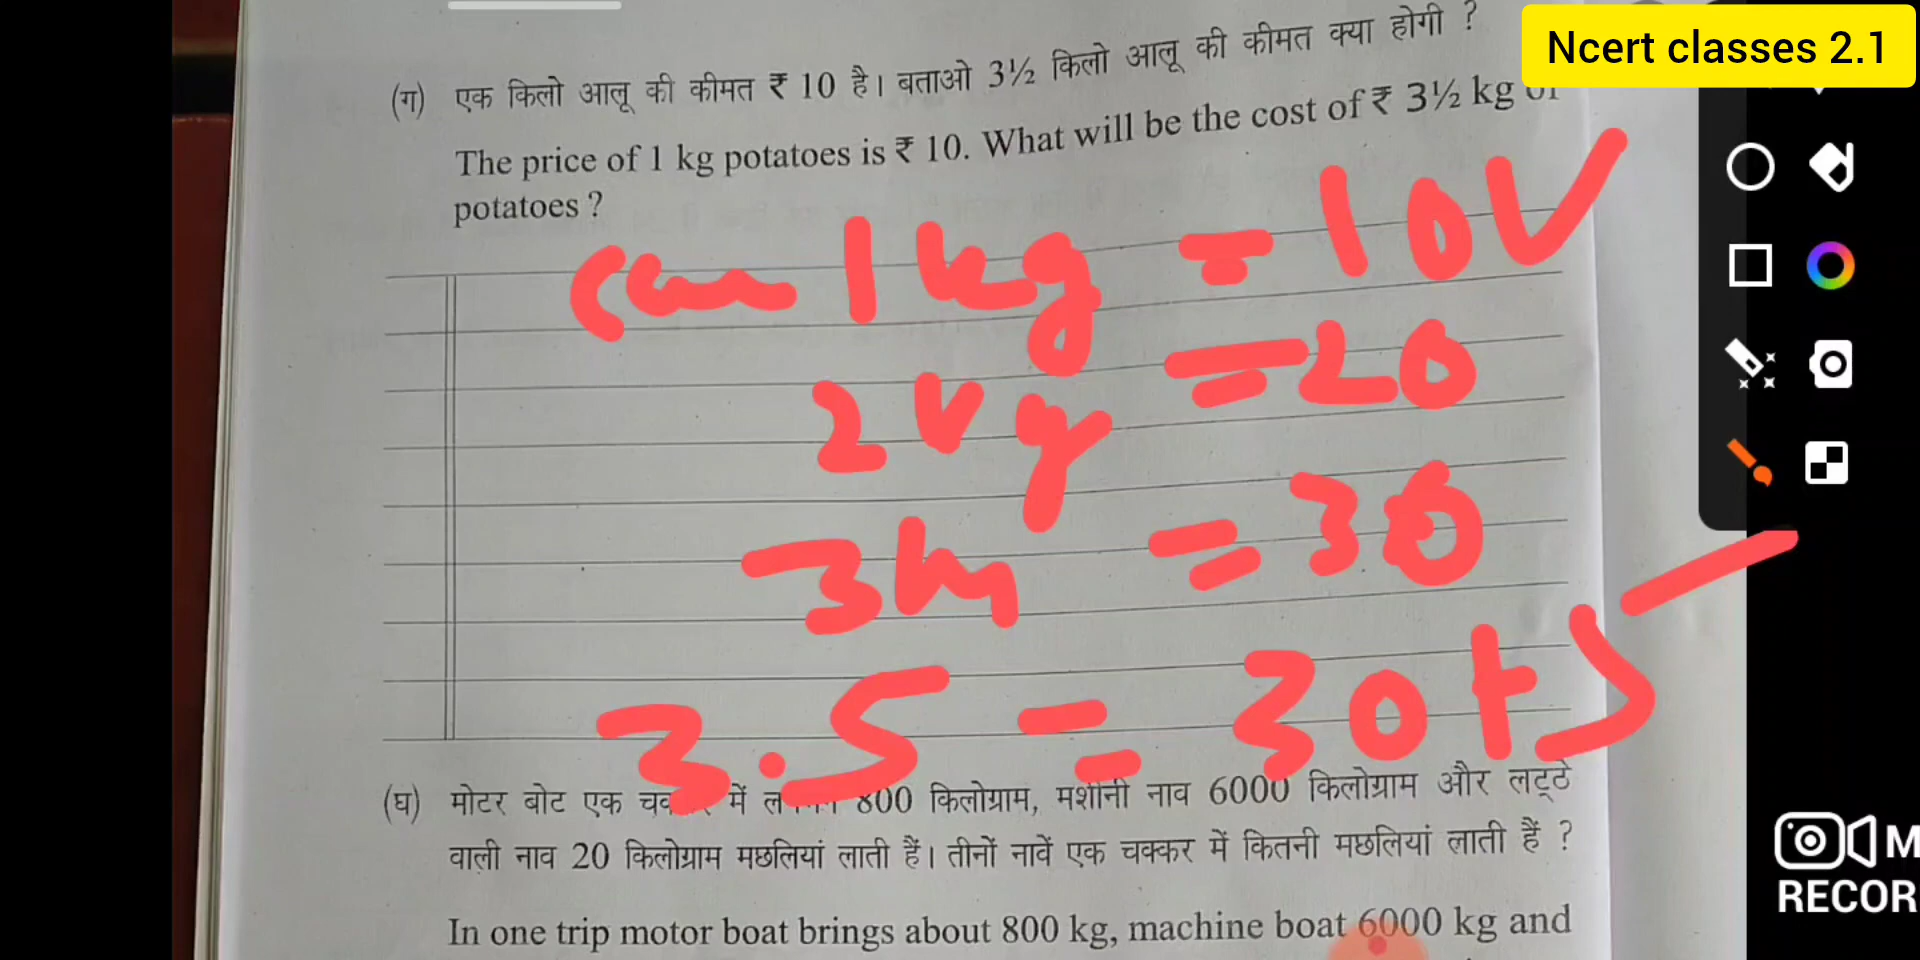 Ncert classes 2.1
(ग) एक किलो आलू की कीमत ₹ 10 है। बताओ 3½ किलो आलू की कीमत क्या होगी ?
The price of 1 kg potatoes is ₹ 10. What will be the cost of ₹ 3½ kg of
potatoes ?
1 kg = 10
2 kg = 20
= 30
3.5 = 30+5
(घ) मोटर बोट एक में 800 किलोग्राम, मशीनी नाव 6000 किलोग्राम और लट्ठे
वाली नाव 20 किलोग्राम मछलियां लाती हैं। तीनों नावें एक चक्कर में कितनी मछलियां लाती हैं ?
In one trip motor boat brings about 800 kg, machine boat 6000 kg and
M
RECOR